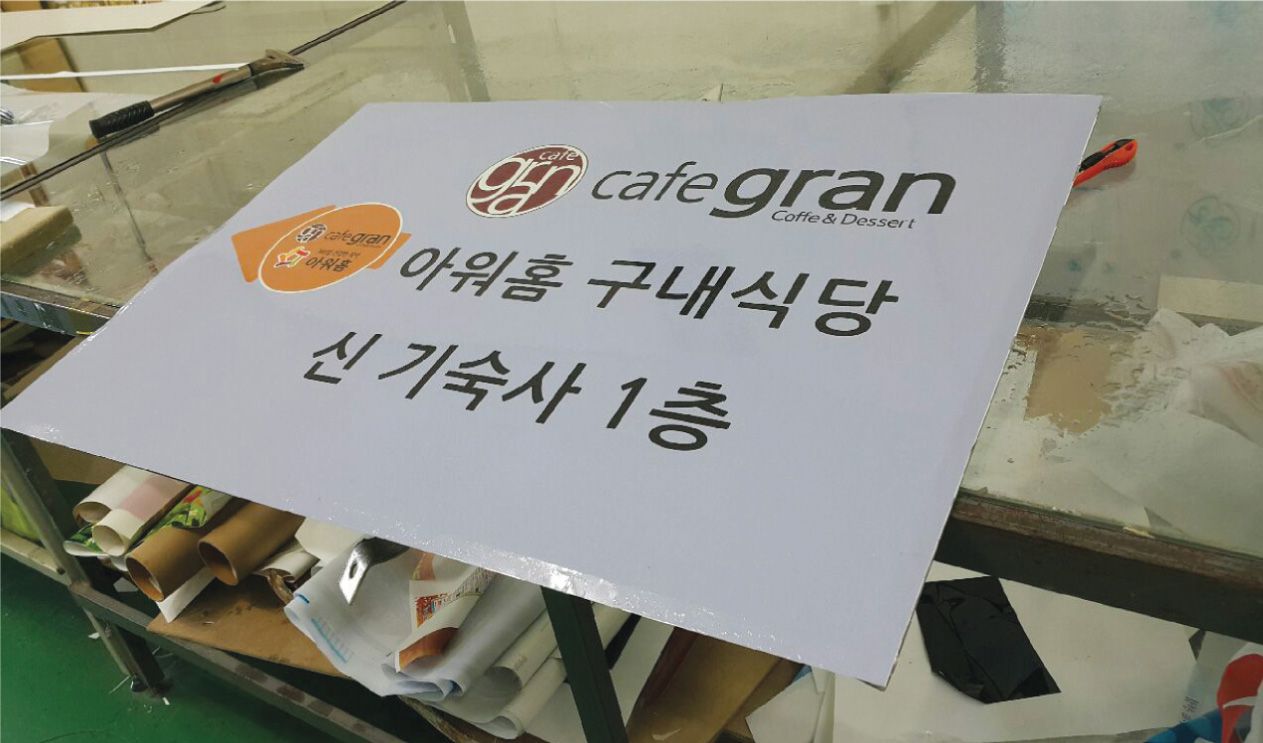 cafe
gran
cafe gran
Coffe & Dessert
cafe gran
아워홈
아워홈 구내식당
신 기숙사 1층